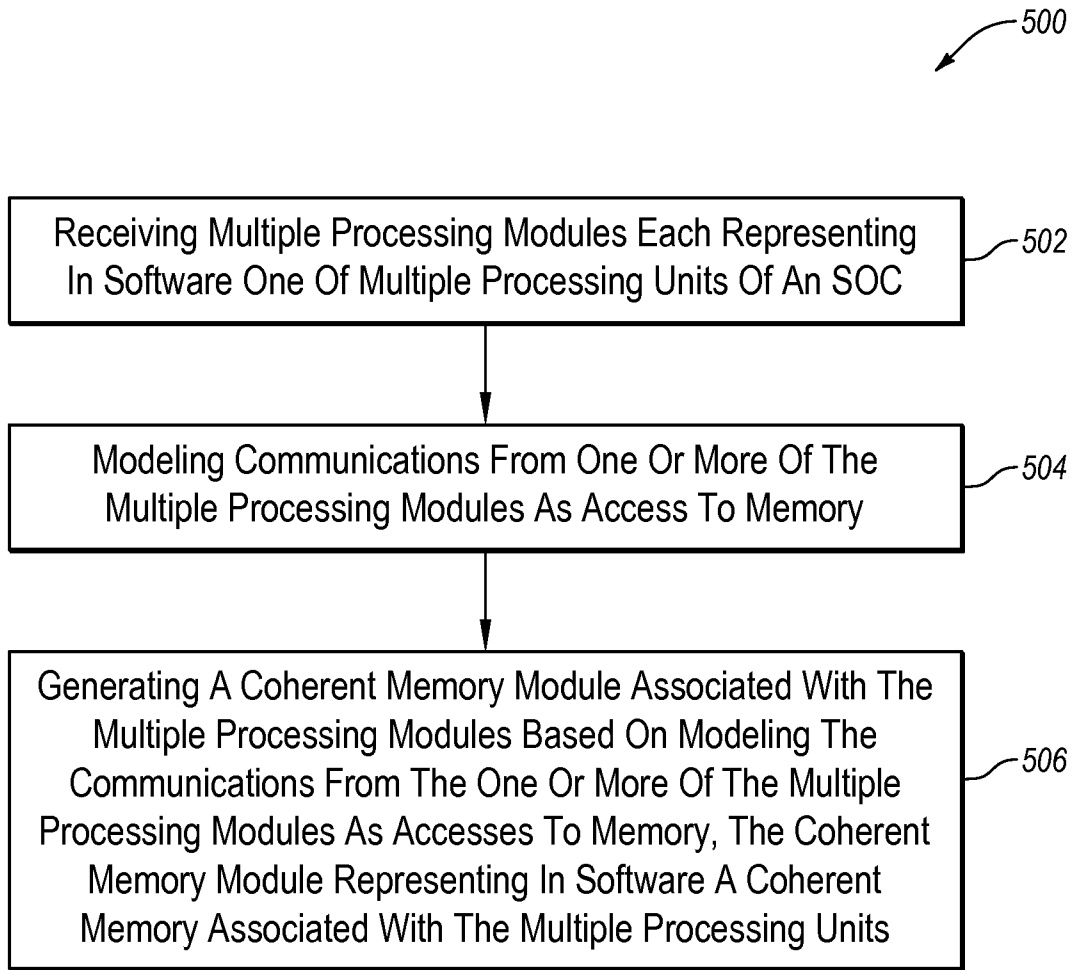 500
Receiving Multiple Processing Modules Each Representing
In Software One Of Multiple Processing Units Of An SOC
502
Modeling Communications From One Or More Of The
Multiple Processing Modules As Access To Memory
504
Generating A Coherent Memory Module Associated With The
Multiple Processing Modules Based On Modeling The
Communications From The One Or More Of The Multiple
Processing Modules As Accesses To Memory, The Coherent
Memory Module Representing In Software A Coherent
Memory Associated With The Multiple Processing Units
506